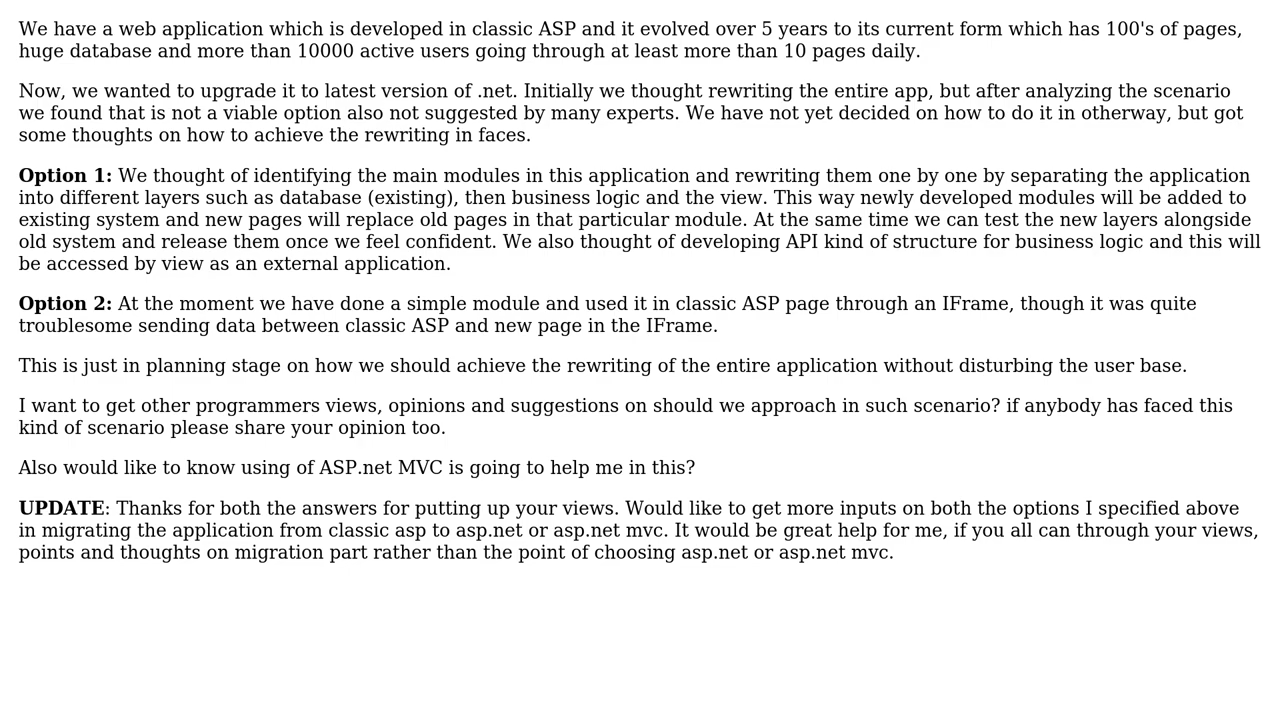 We have a web application which is developed in classic ASP and it evolved over 5 years to its current form which has 100's of pages,
huge database and more than 10000 active users going through at least more than 10 pages daily.
Now, we wanted to upgrade it to latest version of .net. Initially we thought rewriting the entire app, but after analyzing the scenario
we found that is not a viable option also not suggested by many experts. We have not yet decided on how to do it in otherway, but got
some thoughts on how to achieve the rewriting in faces.
Option 1: We thought of identifying the main modules in this application and rewriting them one by one by separating the application
into different layers such as database (existing), then business logic and the view. This way newly developed modules will be added to
existing system and new pages will replace old pages in that particular module. At the same time we can test the new layers alongside
old system and release them once we feel confident. We also thought of developing API kind of structure for business logic and this will
be accessed by view as an external application.
Option 2: At the moment we have done a simple module and used it in classic ASP page through an IFrame, though it was quite
troublesome sending data between classic ASP and new page in the IFrame.
This is just in planning stage on how we should achieve the rewriting of the entire application without disturbing the user base.
I want to get other programmers views, opinions and suggestions on should we approach in such scenario? if anybody has faced this
kind of scenario please share your opinion too.
Also would like to know using of ASP.net MVC is going to help me in this?
UPDATE: Thanks for both the answers for putting up your views. Would like to get more inputs on both the options I specified above
in migrating the application from classic asp to asp.net or asp.net mvc. It would be great help for me, if you all can through your views,
points and thoughts on migration part rather than the point of choosing asp.net or asp.net mvc.